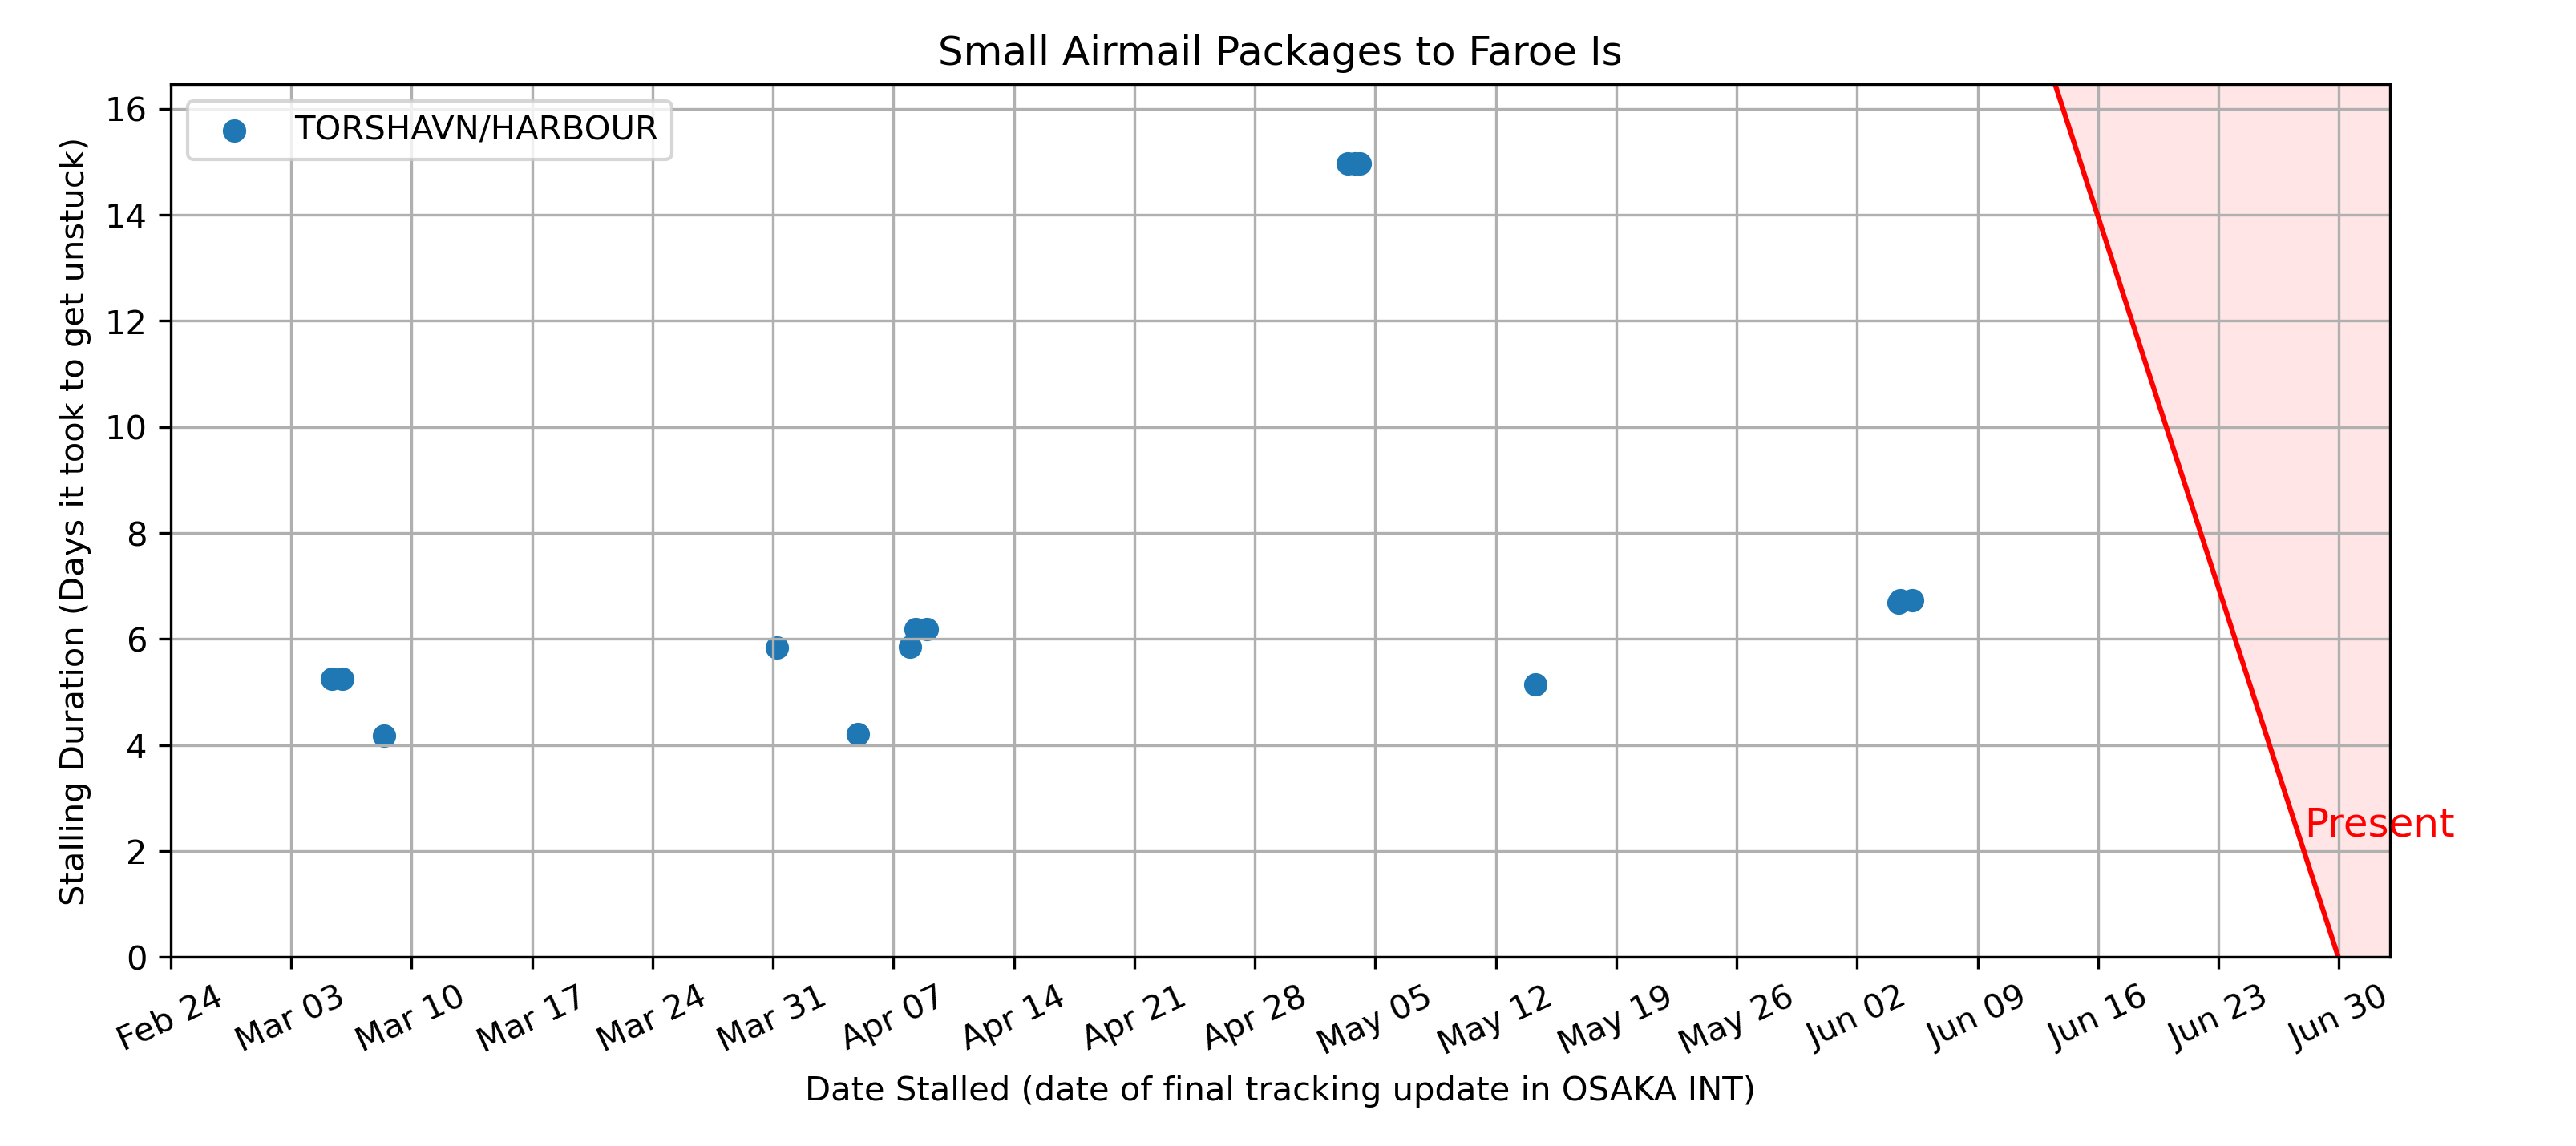 Small Airmail Packages to Faroe Is
TORSHAVN/HARBOUR
Stalling Duration (Days it took to get unstuck)
16
14
12
10
8
6
4
2
0
Present
Feb 24
Mar 03
Mar 10
Mar 17
Mar 24
Mar 31
Apr 07
Apr 14
Apr 21
Apr 28
May 05
May 12
May 19
May 26
Jun 02
Jun 09
Jun 16
Jun 23
Jun 30
Date Stalled (date of final tracking update in OSAKA INT)